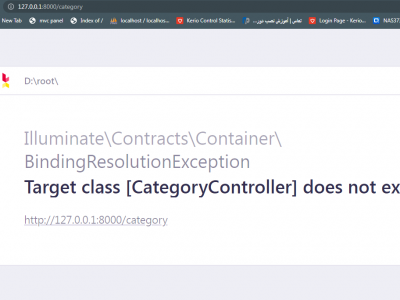 127.0.0.1:8000/category
New Tab mvc panel Index of / localhost / localhos... Kerio Control Statis... تماس | آموزش نصب دور... Login Page - Kerio... NAS37
D:\root\
Illuminate\Contracts\Container\
BindingResolutionException
Target class [CategoryController] does not ex
http://127.0.0.1:8000/category